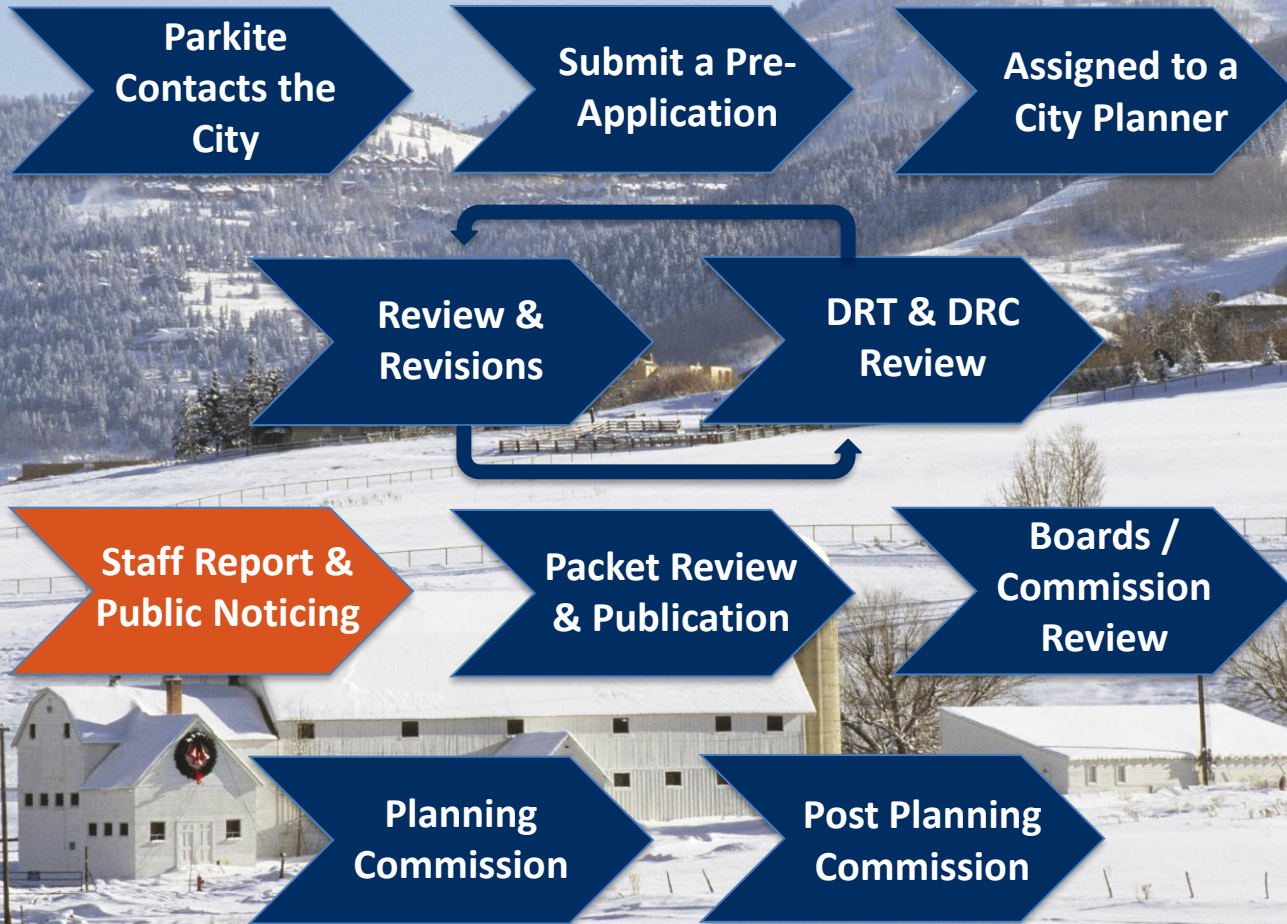 Parkite
Contacts the
City
Submit a Pre-
Application
Assigned to a
City Planner
Review &
Revisions
DRT & DRC
Review
Staff Report &
Public Noticing
Packet Review
& Publication
Boards /
Commission
Review
Planning
Commission
Post Planning
Commission